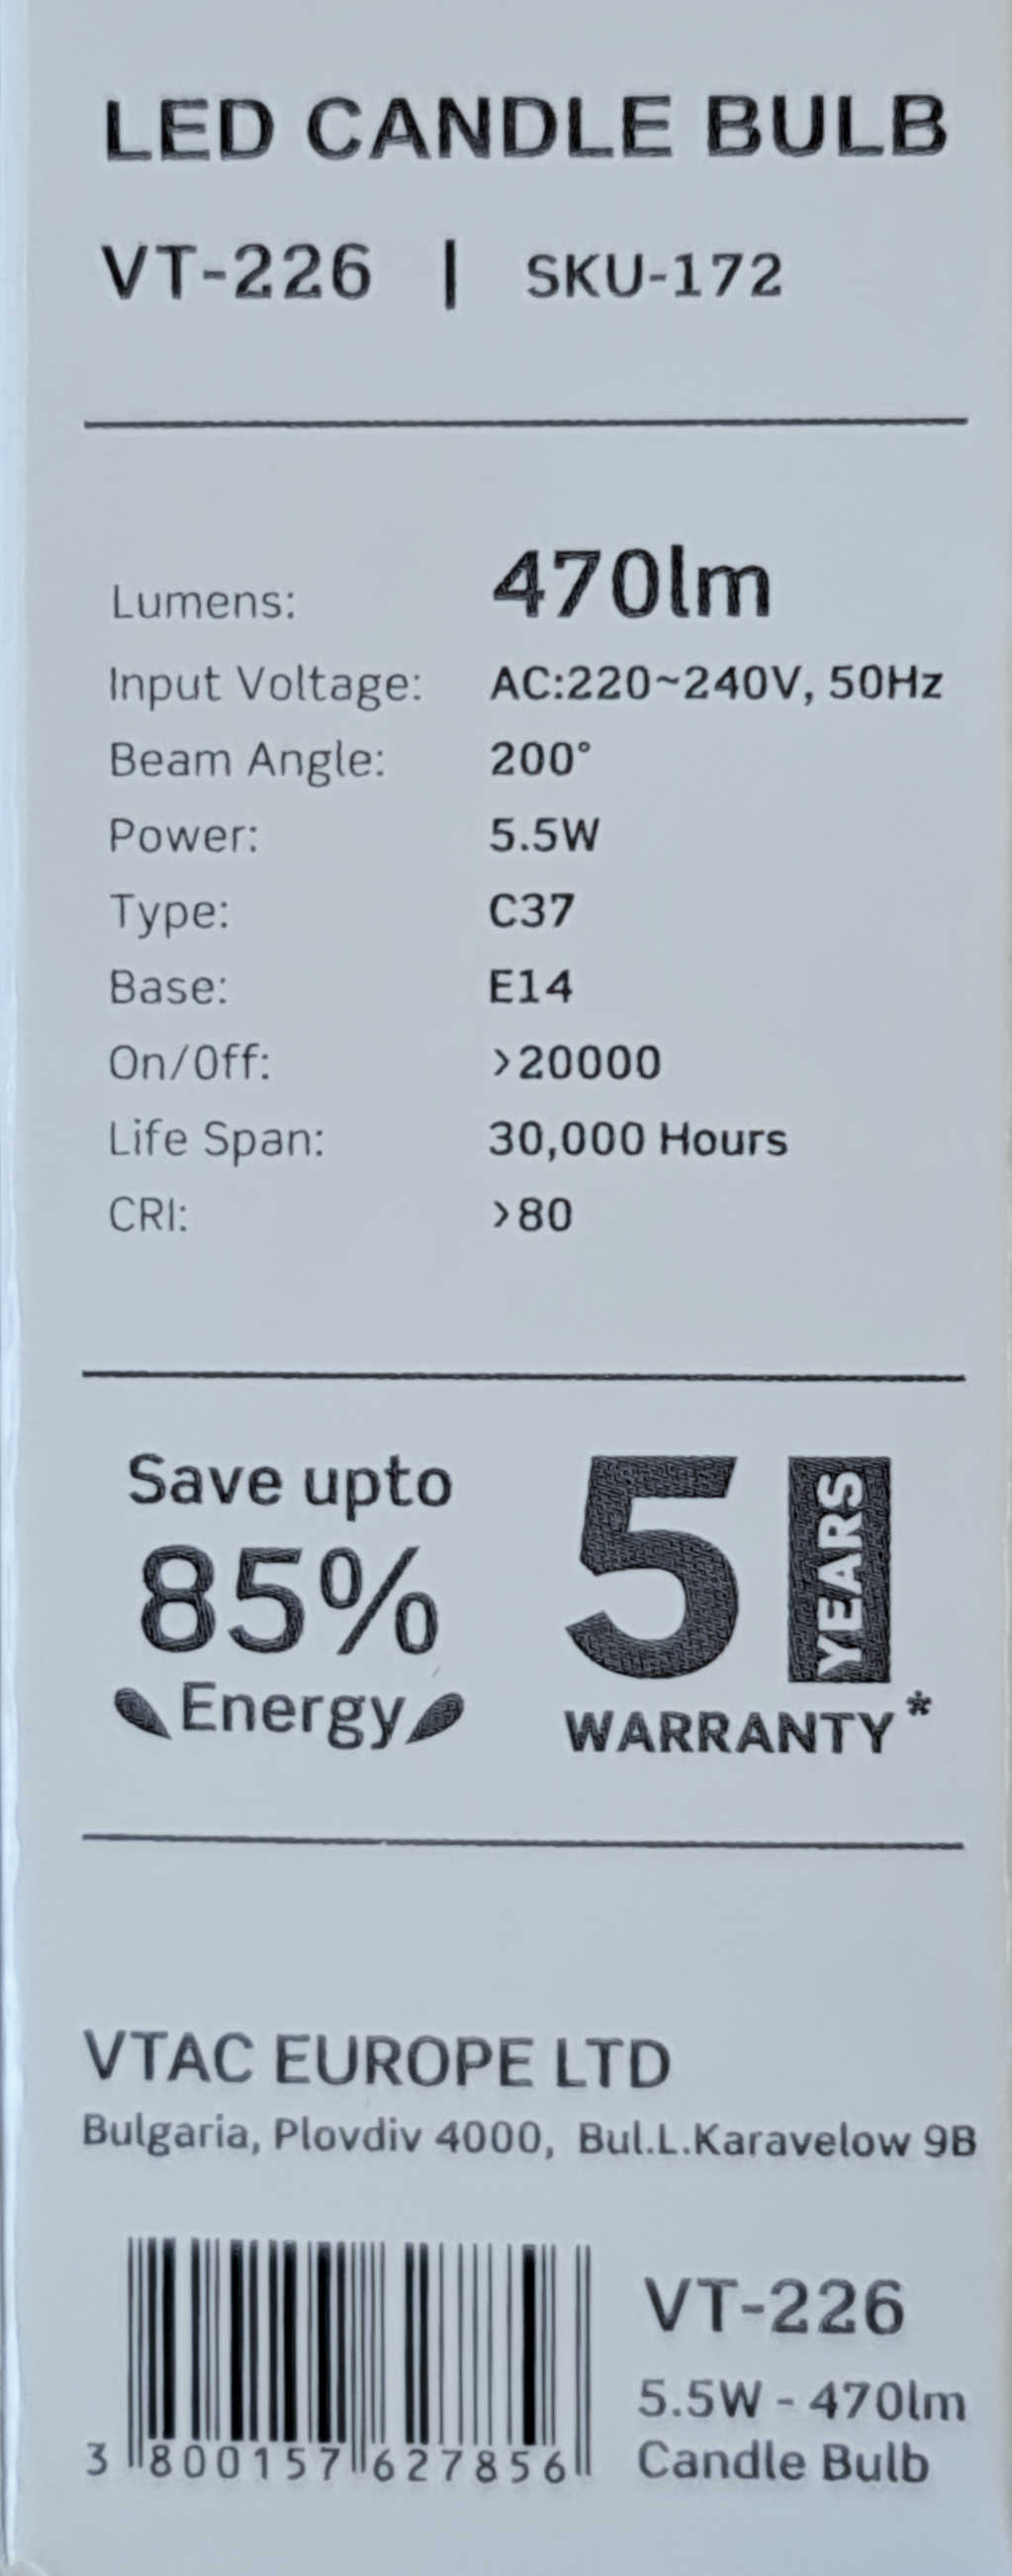 LED CANDLE BULB
VT-226 | SKU-172
Lumens: 470lm
Input Voltage: AC:220~240V, 50Hz
Beam Angle: 200°
Power: 5.5W
Type: C37
Base: E14
On/Off: >20000
Life Span: 30,000 Hours
CRI: >80
Save upto
85%
Energy
5 YEARS
WARRANTY*
VTAC EUROPE LTD
Bulgaria, Plovdiv 4000, Bul.L.Karavelow 9B
VT-226
5.5W - 470lm
Candle Bulb
3 800157 627856